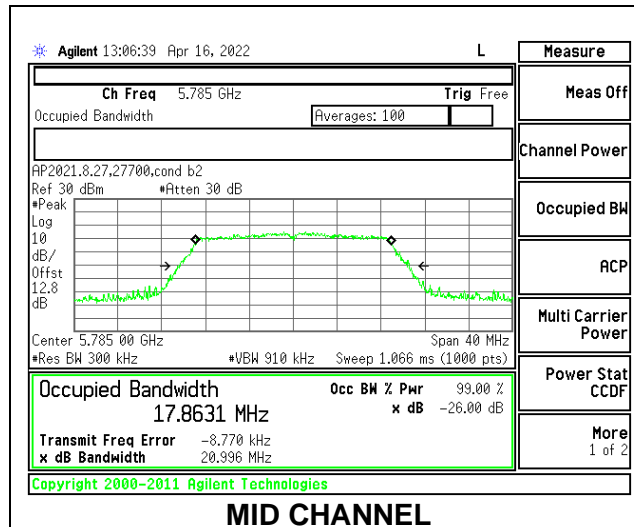 Agilent 13:06:39 Apr 16, 2022 L
Measure
Ch Freq 5.785 GHz Trig Free
Meas Off
Occupied Bandwidth Averages: 100
Channel Power
AP2021.8.27,27700,cond b2
Ref 30 dBm #Atten 30 dB
#Peak
Log
10
dB/
Offst
12.8
dB
Occupied BW
ACP
Center 5.785 00 GHz Span 40 MHz
#Res BW 300 kHz #VBW 910 kHz Sweep 1.066 ms (1000 pts)
Multi Carrier
Power
Occupied Bandwidth Occ BW % Pwr 99.00 %
17.8631 MHz x dB -26.00 dB
Power Stat
CCDF
Transmit Freq Error -8.770 kHz
x dB Bandwidth 20.996 MHz
More
1 of 2
Copyright 2000-2011 Agilent Technologies
MID CHANNEL